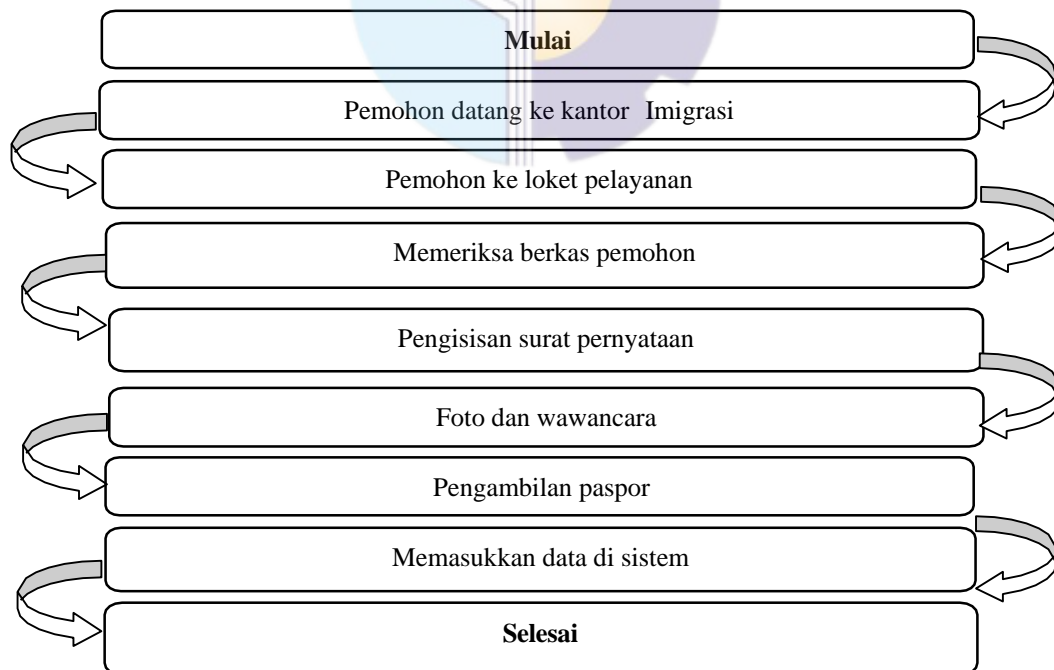 Mulai
Pemohon datang ke kantor Imigrasi
Pemohon ke loket pelayanan
Memeriksa berkas pemohon
Pengisisan surat pernyataan
Foto dan wawancara
Pengambilan paspor
Memasukkan data di sistem
Selesai